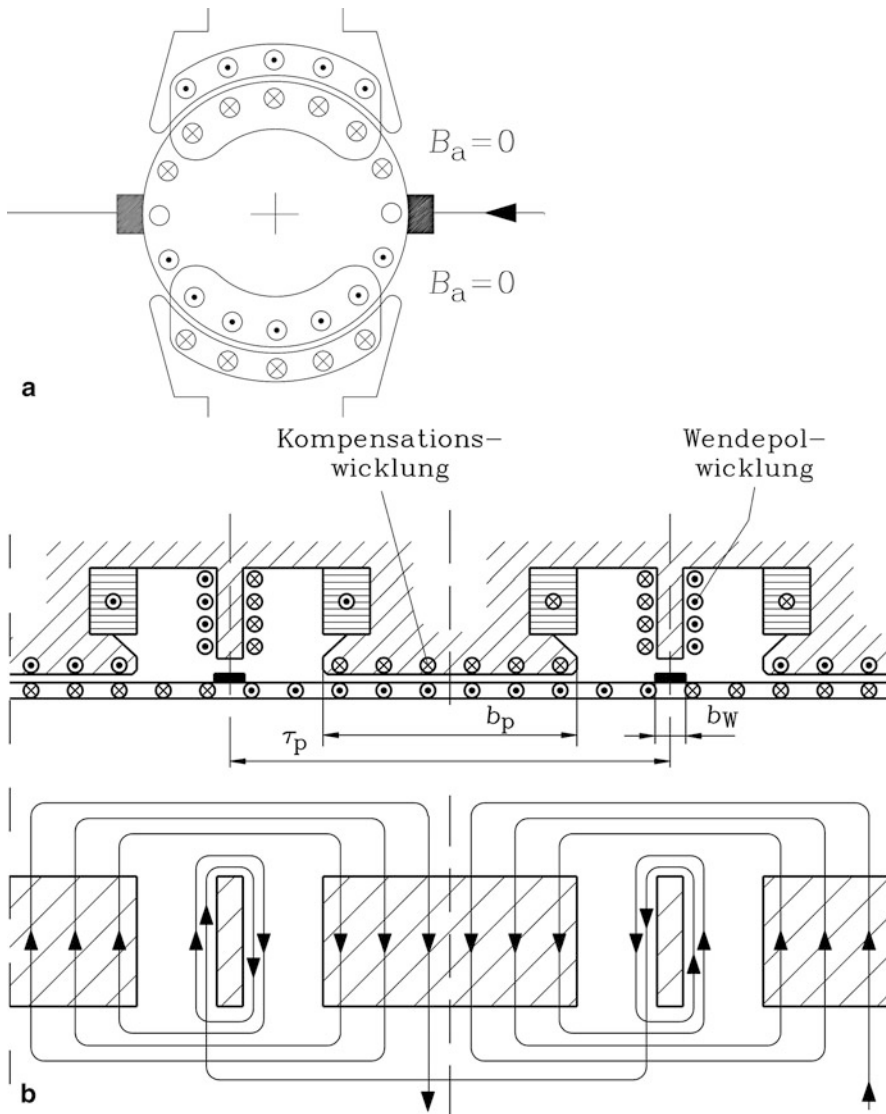 B_a=0
B_a=0
a
Kompensations-
wicklung
Wendepol-
wicklung
b_p
b_W
τ_p
b